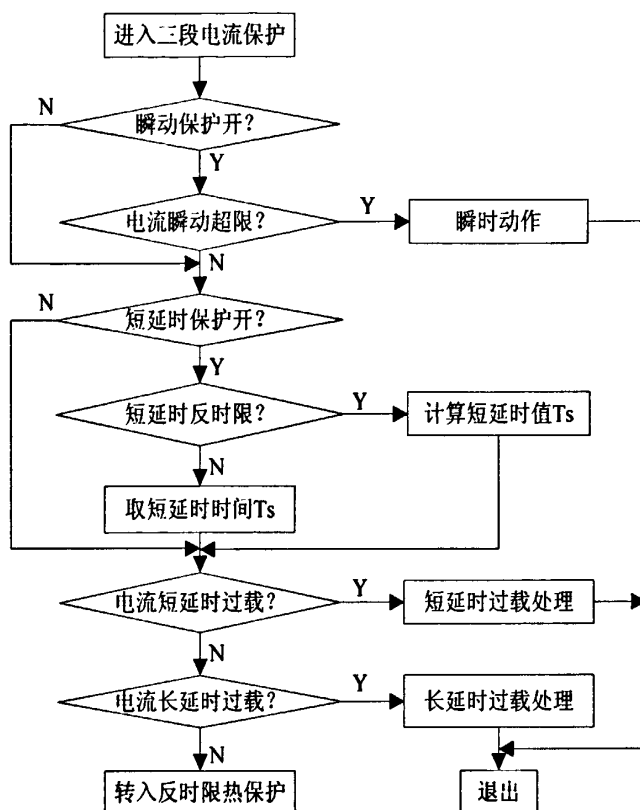 进入三段电流保护
N
瞬动保护开？
Y
电流瞬动超限？
Y
瞬时动作
N
N
短延时保护开？
Y
短延时反时限？
Y
计算短延时值Ts
N
取短延时时间Ts
电流短延时过载？
Y
短延时过载处理
N
电流长延时过载？
Y
长延时过载处理
N
转入反时限热保护
退出